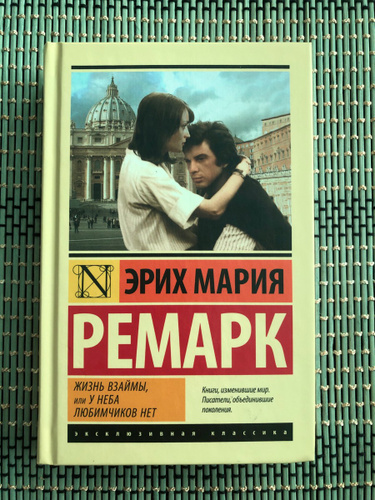 N
ЭРИХ МАРИЯ
РЕМАРК
ЖИЗНЬ ВЗАЙМЫ,
или У НЕБА
ЛЮБИМЧИКОВ НЕТ
Книги, изменившие мир.
Писатели, объединившие
поколения.
эксклюзивная классика